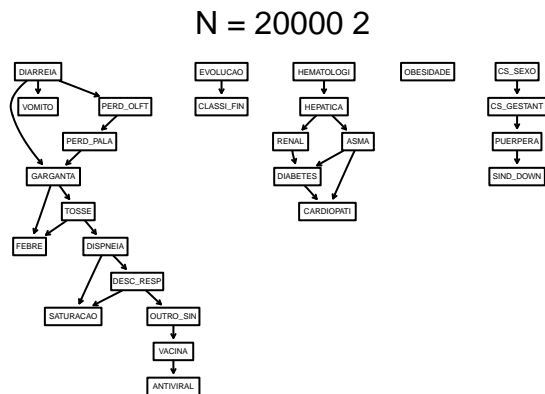 N = 20000 2
DIARREIA
EVOLUCAO
HEMATOLOGI
OBESIDADE
CS_SEXO
VOMITO
PERD_OLFT
CLASSI_FIN
HEPATICA
CS_GESTANT
PERD_PALA
RENAL
ASMA
PUERPERA
GARGANTA
DIABETES
SIND_DOWN
TOSSE
CARDIOPATI
FEBRE
DISPNEIA
DESC_RESP
SATURACAO
OUTRO_SIN
VACINA
ANTIVIRAL